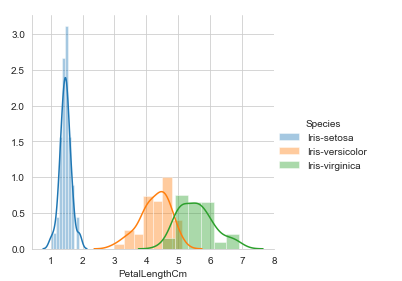 3.0
2.5
2.0
1.5
1.0
0.5
0.0
1 2 3 4 5 6 7 8
PetalLengthCm
Species
Iris-setosa
Iris-versicolor
Iris-virginica